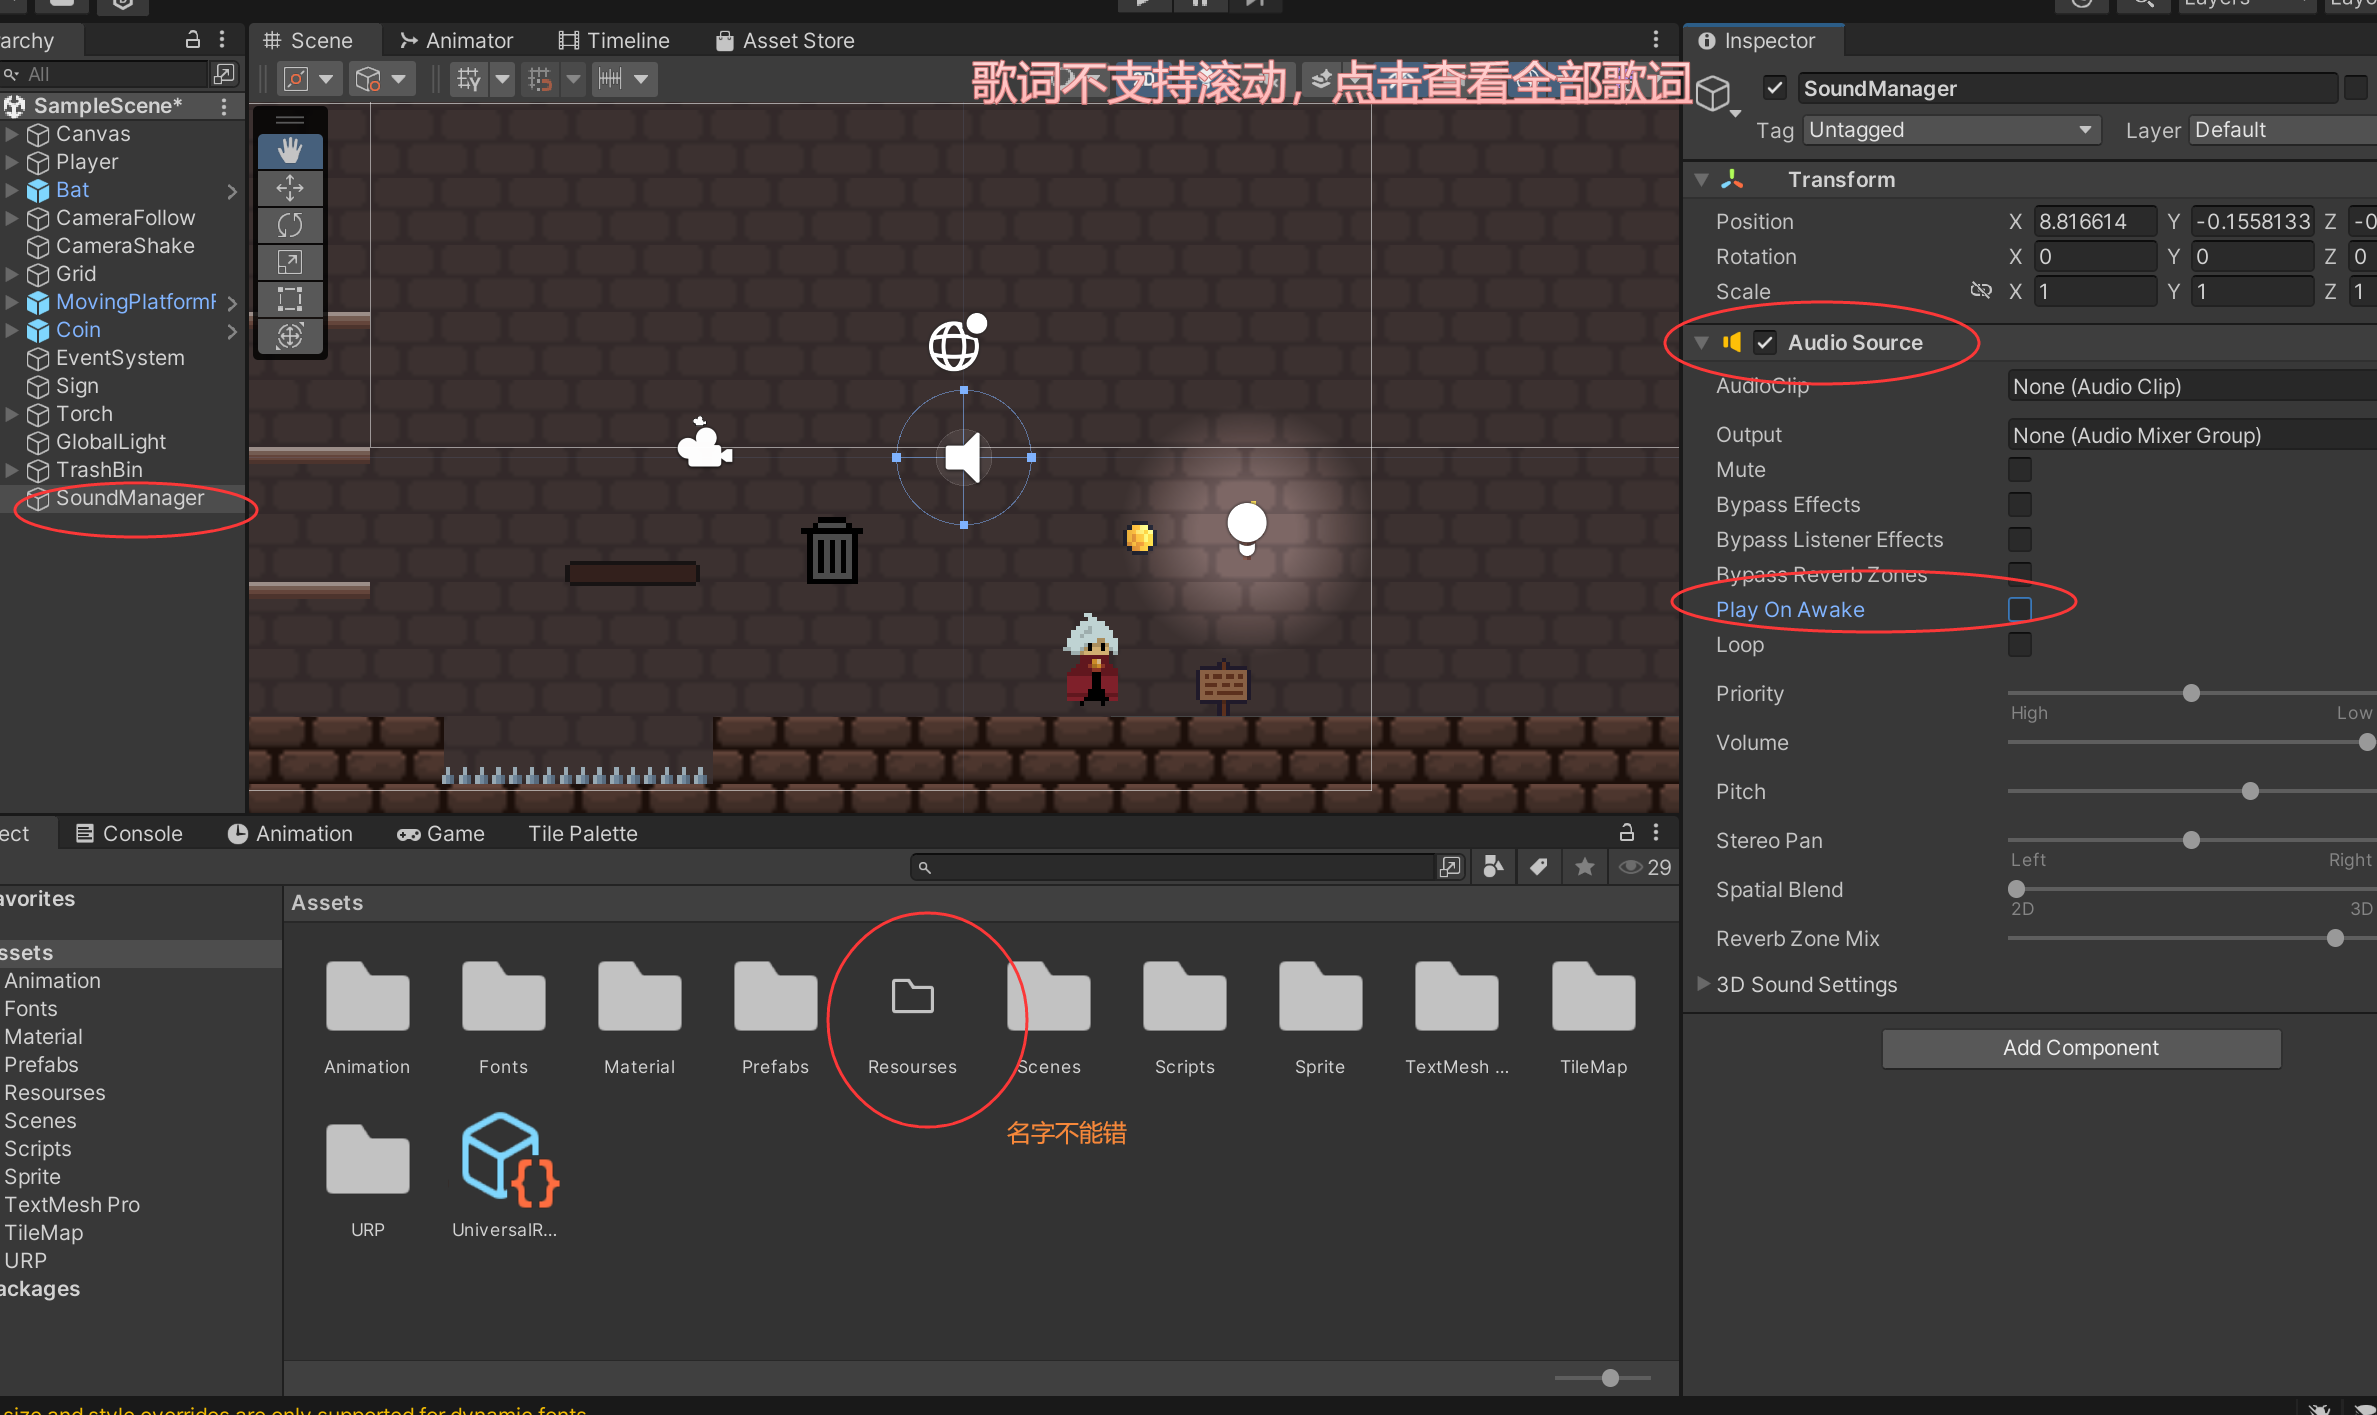 archy
All
SampleScene*
Canvas
Player
Bat
CameraFollow
CameraShake
Grid
MovingPlatformF
Coin
EventSystem
Sign
Torch
GlobalLight
TrashBin
SoundManager
Scene
Animator
Timeline
Asset Store
歌词不支持滚动，点击查看全部歌词
Layers
Inspector
SoundManager
Tag Untagged
Layer Default
Transform
Position X 8.816614 Y -0.1558133 Z -0
Rotation X 0 Y 0 Z 0
Scale X 1 Y 1 Z 1
Audio Source
AudioClip None (Audio Clip)
Output None (Audio Mixer Group)
Mute
Bypass Effects
Bypass Listener Effects
Bypass Reverb Zones
Play On Awake
Loop
Priority
High Low
Volume
Pitch
Stereo Pan
Left Right
Spatial Blend
2D 3D
Reverb Zone Mix
3D Sound Settings
Add Component
ect
Console
Animation
Game
Tile Palette
29
avorites
ssets
Animation
Fonts
Material
Prefabs
Resourses
Scenes
Scripts
Sprite
TextMesh Pro
TileMap
URP
ackages
Assets
Animation
Fonts
Material
Prefabs
Resourses
Scenes
Scripts
Sprite
TextMesh ...
TileMap
名字不能错
URP
UniversalR...
size and style overrides are only supported for dynamic fonts